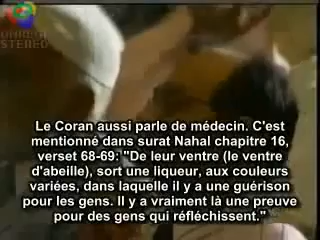 UNREGI
STEREO
Le Coran aussi parle de médecin. C'est
mentionné dans surat Nahal chapitre 16,
verset 68-69: "De leur ventre (le ventre
d'abeille), sort une liqueur, aux couleurs
variées, dans laquelle il y a une guérison
pour les gens. Il y a vraiment là une preuve
pour des gens qui réfléchissent."